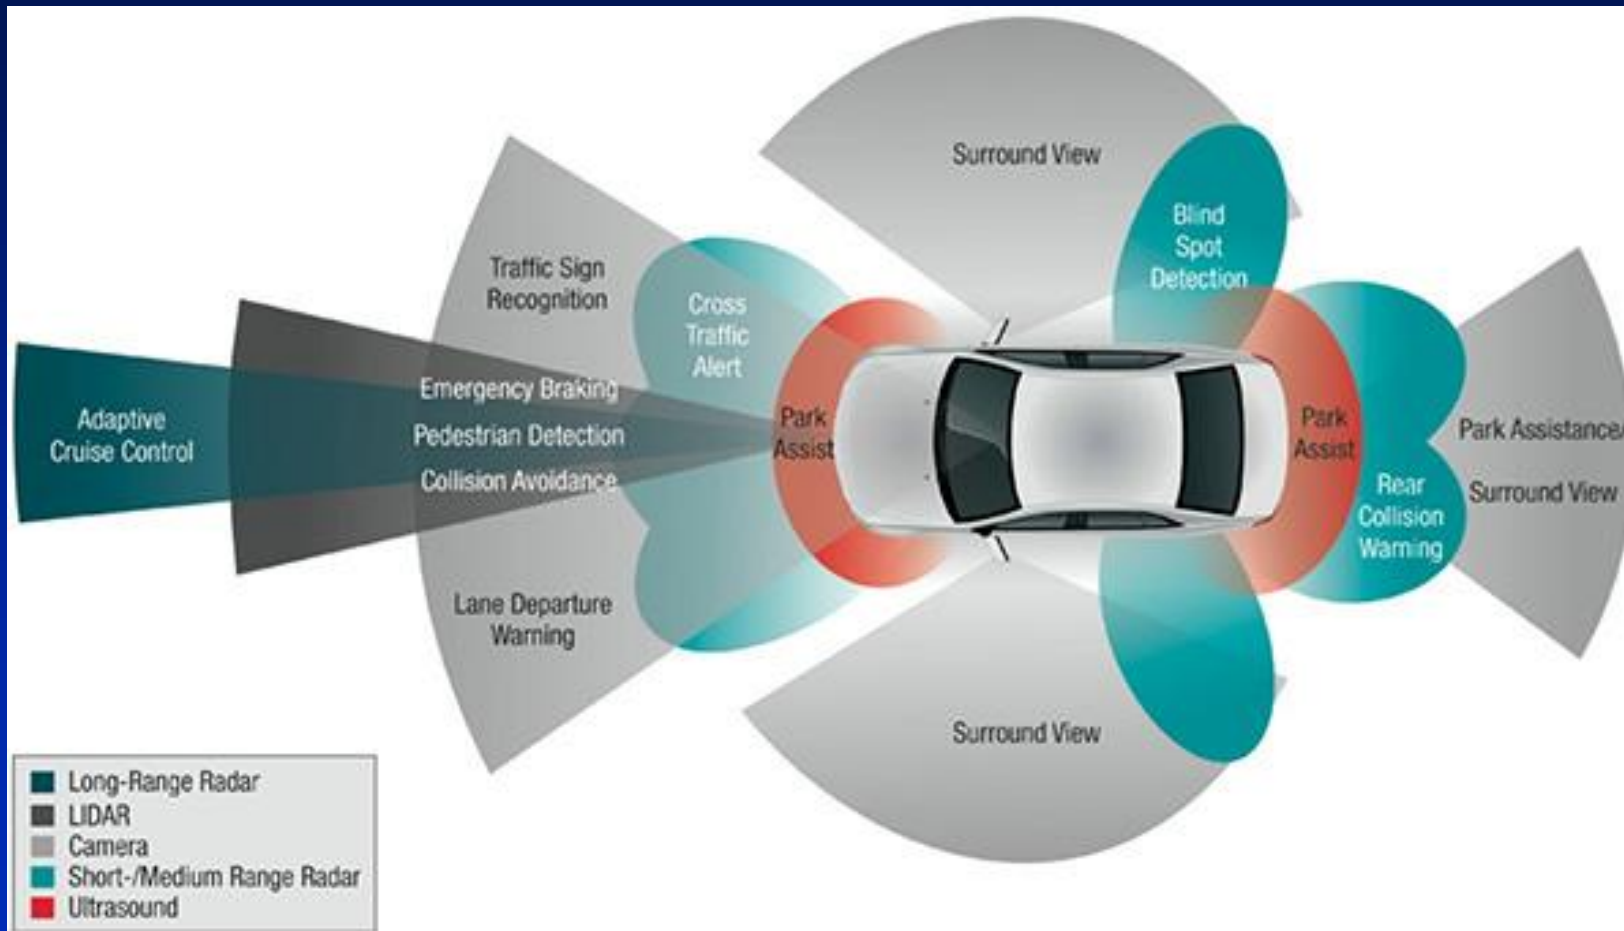 Surround View
Blind
Spot
Detection
Traffic Sign
Recognition
Cross
Traffic
Alert
Emergency Braking
Adaptive
Cruise Control
Pedestrian Detection
Collision Avoidance
Park
Assist
Park
Assist
Park Assistance/
Surround View
Rear
Collision
Warning
Lane Departure
Warning
Surround View
Long-Range Radar
LIDAR
Camera
Short-/Medium Range Radar
Ultrasound